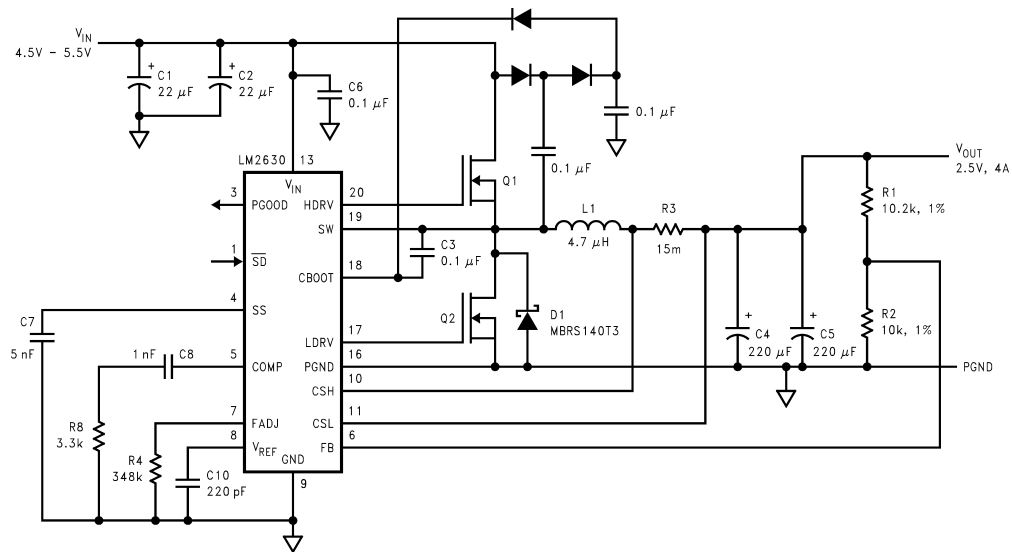 V_IN
4.5V - 5.5V
+
C1
22 μF
+
C2
22 μF
C6
0.1 μF
0.1 μF
0.1 μF
LM2630
13
V_IN
3
PGOOD
HDRV
20
Q1
19
SW
1
SD
C3
0.1 μF
18
CBOOT
L1
4.7 μH
R3
15m
V_OUT
2.5V, 4A
R1
10.2k, 1%
R2
10k, 1%
4
SS
C7
5 nF
Q2
D1
MBRS140T3
+
C4
220 μF
+
C5
220 μF
17
LDRV
16
PGND
PGND
1 nF
C8
5
COMP
10
CSH
11
CSL
R8
3.3k
7
FADJ
8
V_REF
6
FB
R4
348k
GND
C10
220 pF
9